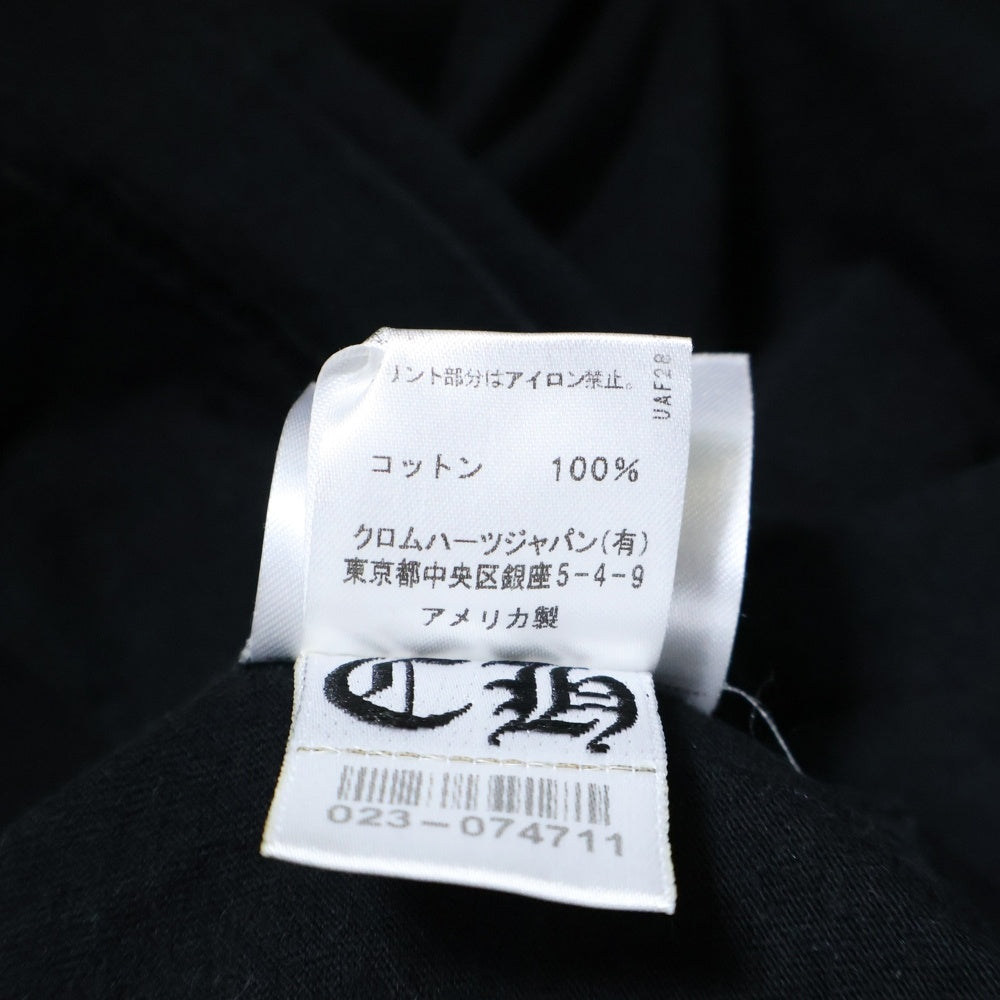 リント部分はアイロン禁止。
UAF28
コットン 100%
クロムハーツジャパン(有)
東京都中央区銀座5-4-9
アメリカ製
CH
023-074711